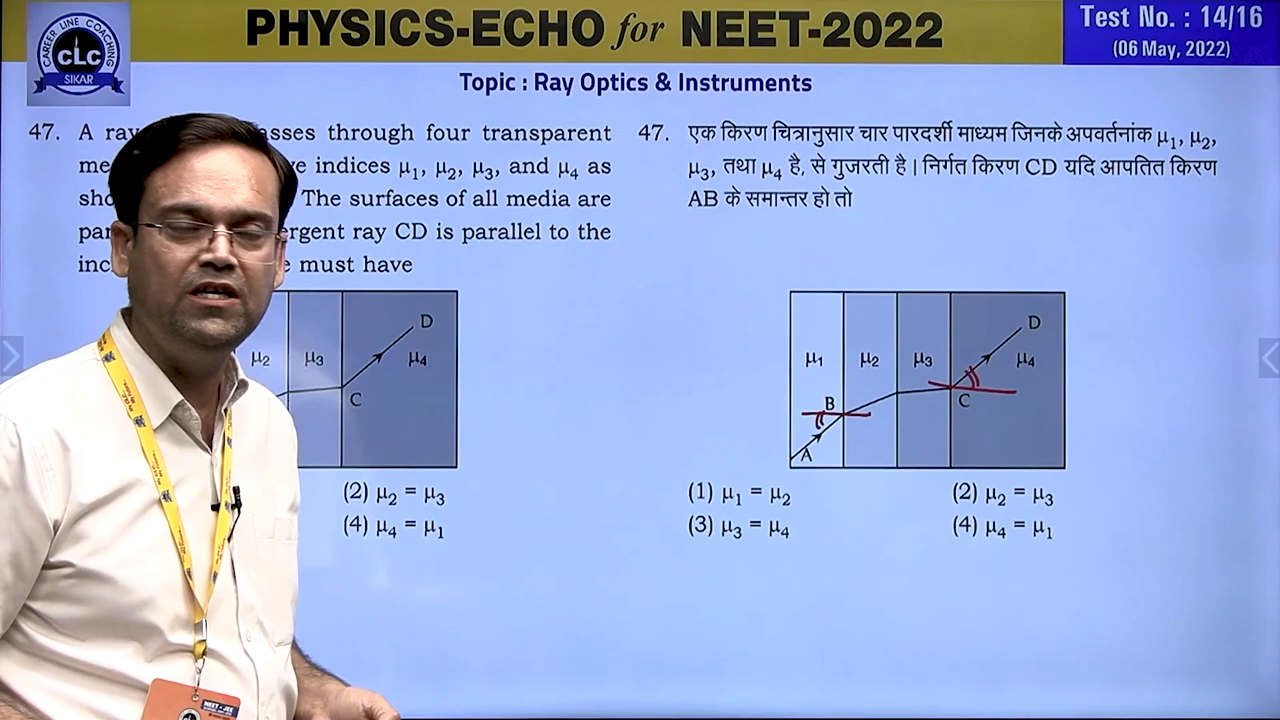 CAREER LINE COACHING
CLC
SIKAR
PHYSICS-ECHO for NEET-2022
Test No. : 14/16
(06 May, 2022)
Topic : Ray Optics & Instruments
47. A ray asses through four transparent
me ve indices μ₁, μ₂, μ₃, and μ₄ as
sho The surfaces of all media are
par ergent ray CD is parallel to the
inc e must have
μ₂ μ₃ μ₄
D
C
(2) μ₂ = μ₃
(4) μ₄ = μ₁
47. एक किरण चित्रानुसार चार पारदर्शी माध्यम जिनके अपवर्तनांक μ₁, μ₂,
μ₃, तथा μ₄ है, से गुजरती है। निर्गत किरण CD यदि आपतित किरण
AB के समान्तर हो तो
D
μ₁ μ₂ μ₃ μ₄
B C
A
(1) μ₁ = μ₂ (2) μ₂ = μ₃
(3) μ₃ = μ₄ (4) μ₄ = μ₁
NEET JEE